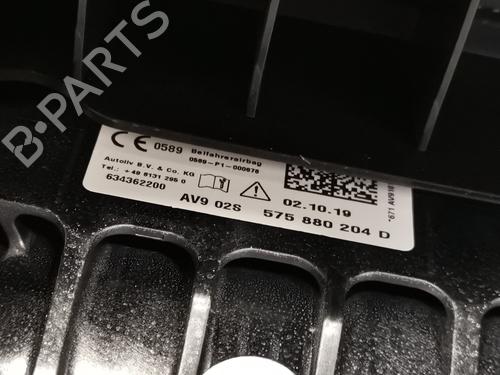 B-PARTS
CE 0589 Beifahrerairbag
0589-P1-000678
Autoliv B.V. & Co. KG
Tel.: +49 8131 295 0
634362200
02.10.19
AV9 02S 575 880 204 D